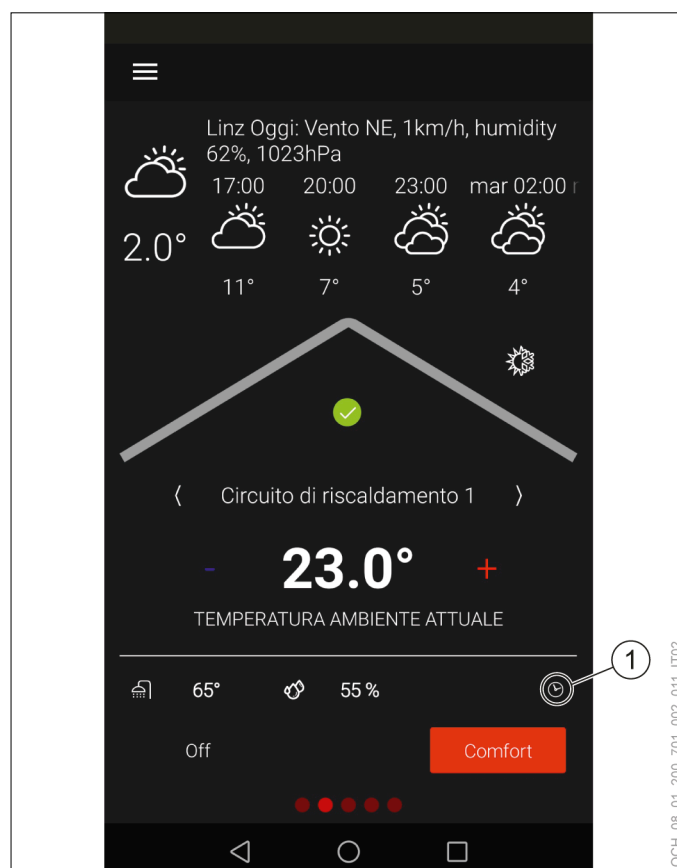 Linz Oggi: Vento NE, 1km/h, humidity
62%, 1023hPa
17:00 20:00 23:00 mar 02:00
2.0°
11° 7° 5° 4°
⟨ Circuito di riscaldamento 1 ⟩
- 23.0° +
TEMPERATURA AMBIENTE ATTUALE
1
65° 55 %
Off Comfort
OCH_08_01_200_701_002_011_IT02